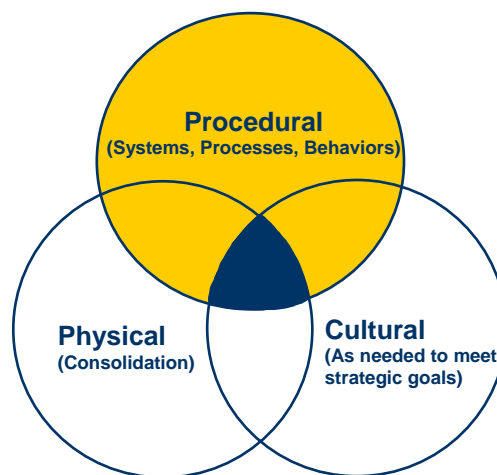 Procedural
(Systems, Processes, Behaviors)
Physical
(Consolidation)
Cultural
(As needed to meet
strategic goals)